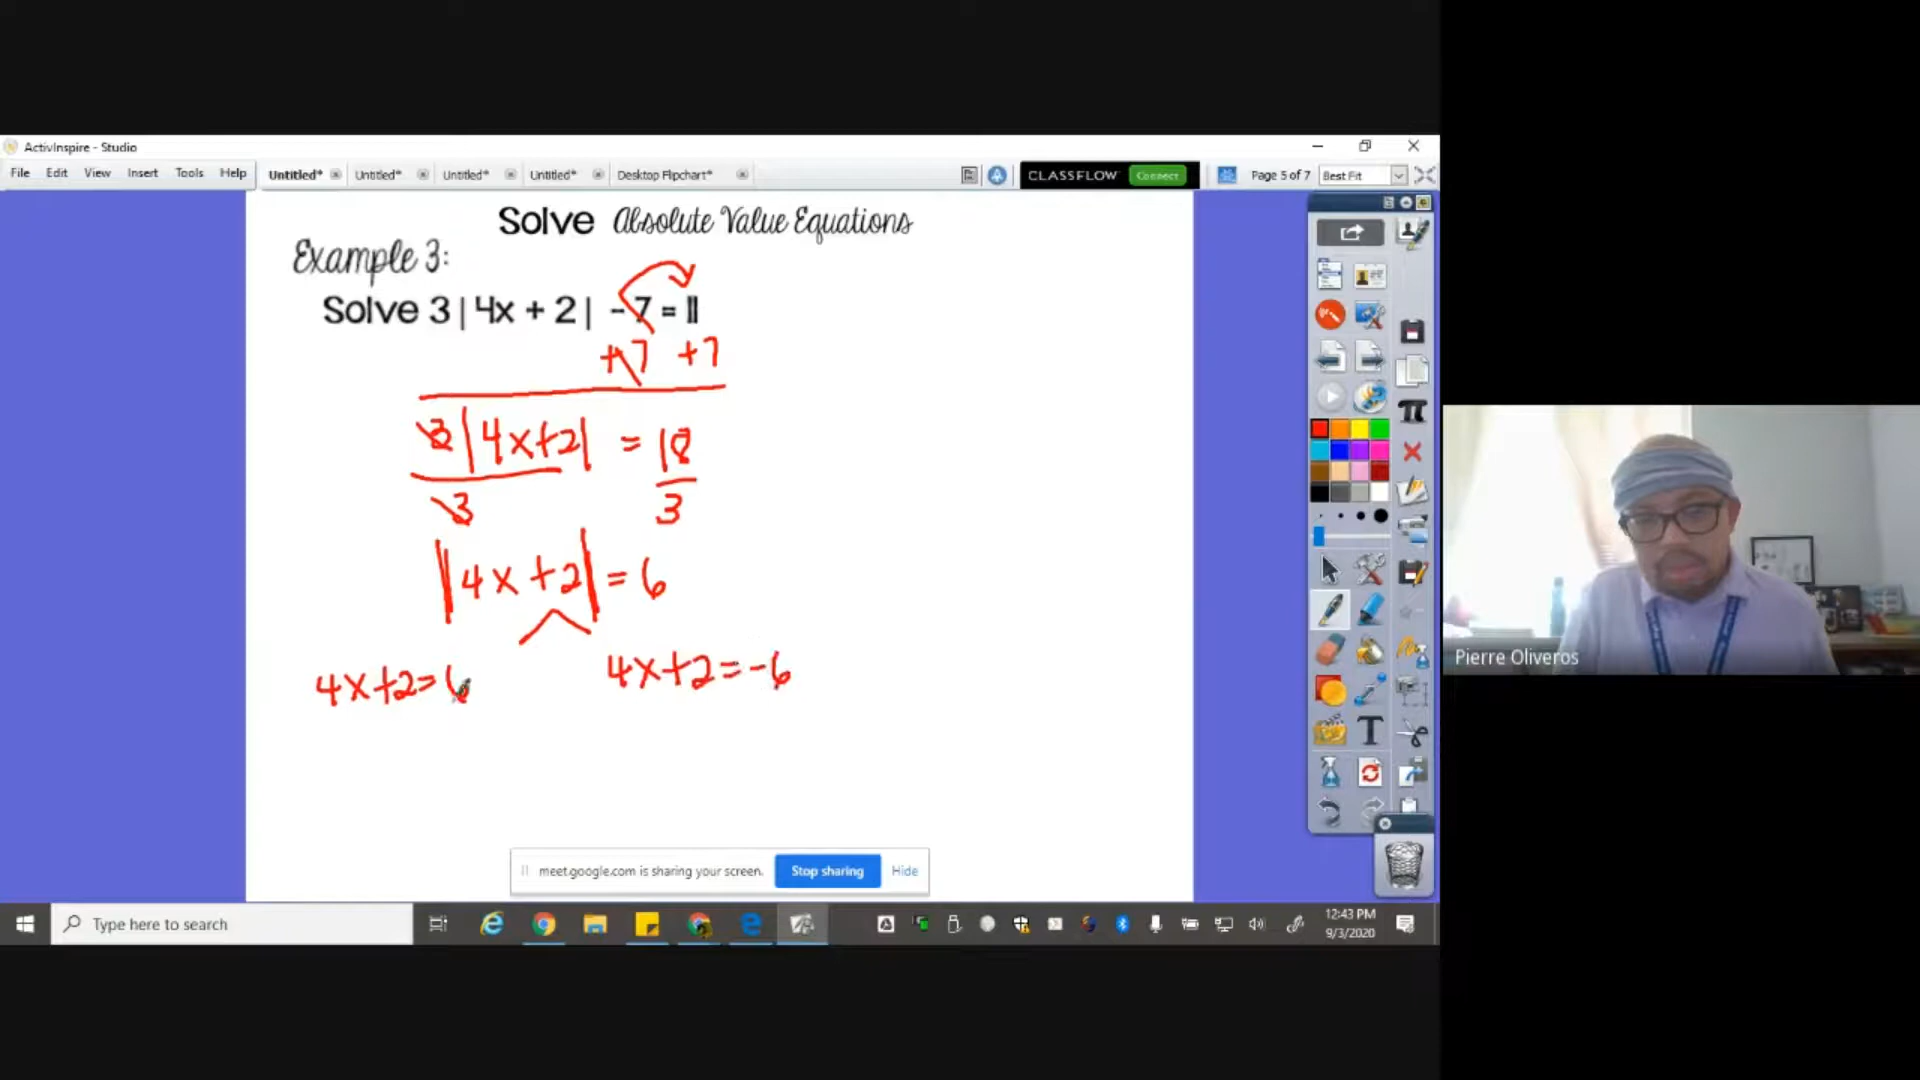 ActivInspire - Studio
File Edit View Insert Tools Help
Untitled* Untitled* Untitled* Untitled* Desktop Flipchart*
CLASSFLOW Connect
Page 5 of 7 Best Fit
Solve Absolute Value Equations
Example 3:
Solve 3 | 4x + 2 | - 7 = 11
+7 +7
3|4x+2| = 18
3 3
|4x+2| = 6
4x+2=6 4x+2=-6
meet.google.com is sharing your screen. Stop sharing Hide
Pierre Oliveros
Type here to search
12:43 PM
9/3/2020